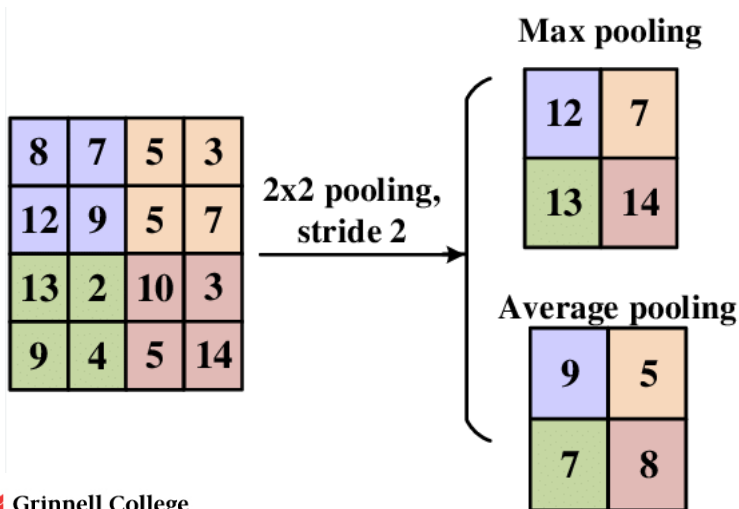 Max pooling
12 7
13 14
8 7 5 3
12 9 5 7
13 2 10 3
9 4 5 14
2x2 pooling,
stride 2
Average pooling
9 5
7 8
Grinnell College